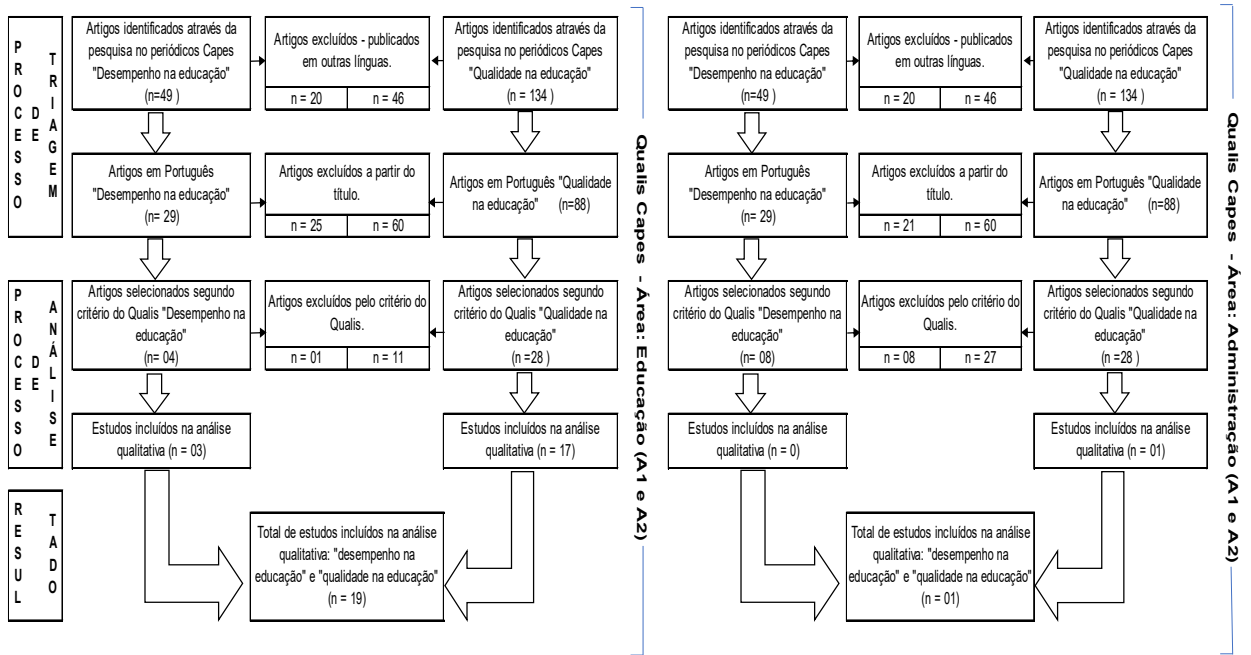 PROCESSO DE TRIAGEM
Artigos identificados através da
pesquisa no periódicos Capes
"Desempenho na educação"
(n=49 )
Artigos excluídos - publicados
em outras línguas.
n = 20
n = 46
Artigos identificados através da
pesquisa no periódicos Capes
"Qualidade na educação"
(n = 134 )
Artigos em Português
"Desempenho na educação"
(n= 29)
Artigos excluídos a partir do
título.
n = 25
n = 60
Artigos em Português "Qualidade
na educação" (n=88)
PROCESSO DE ANÁLISE
Artigos selecionados segundo
critério do Qualis "Desempenho na
educação"
(n= 04)
Artigos excluídos pelo critério do
Qualis.
n = 01
n = 11
Artigos selecionados segundo
critério do Qualis "Qualidade na
educação"
(n =28 )
Estudos incluídos na análise
qualitativa (n = 03)
Estudos incluídos na análise
qualitativa (n = 17)
RESULTADO
Total de estudos incluídos na análise
qualitativa: "desempenho na
educação" e "qualidade na educação"
(n = 19)
Qualis Capes - Área: Educação (A1 e A2)
Artigos identificados através da
pesquisa no periódicos Capes
"Desempenho na educação"
(n=49 )
Artigos excluídos - publicados
em outras línguas.
n = 20
n = 46
Artigos identificados através da
pesquisa no periódicos Capes
"Qualidade na educação"
(n = 134 )
Artigos em Português
"Desempenho na educação"
(n= 29)
Artigos excluídos a partir do
título.
n = 21
n = 60
Artigos em Português "Qualidade
na educação" (n=88)
Artigos selecionados segundo
critério do Qualis "Desempenho na
educação"
(n= 08)
Artigos excluídos pelo critério do
Qualis.
n = 08
n = 27
Artigos selecionados segundo
critério do Qualis "Qualidade na
educação"
(n =28 )
Estudos incluídos na análise
qualitativa (n = 0)
Estudos incluídos na análise
qualitativa (n = 01)
Total de estudos incluídos na análise
qualitativa: "desempenho na
educação" e "qualidade na educação"
(n = 01)
Qualis Capes - Área: Administração (A1 e A2)